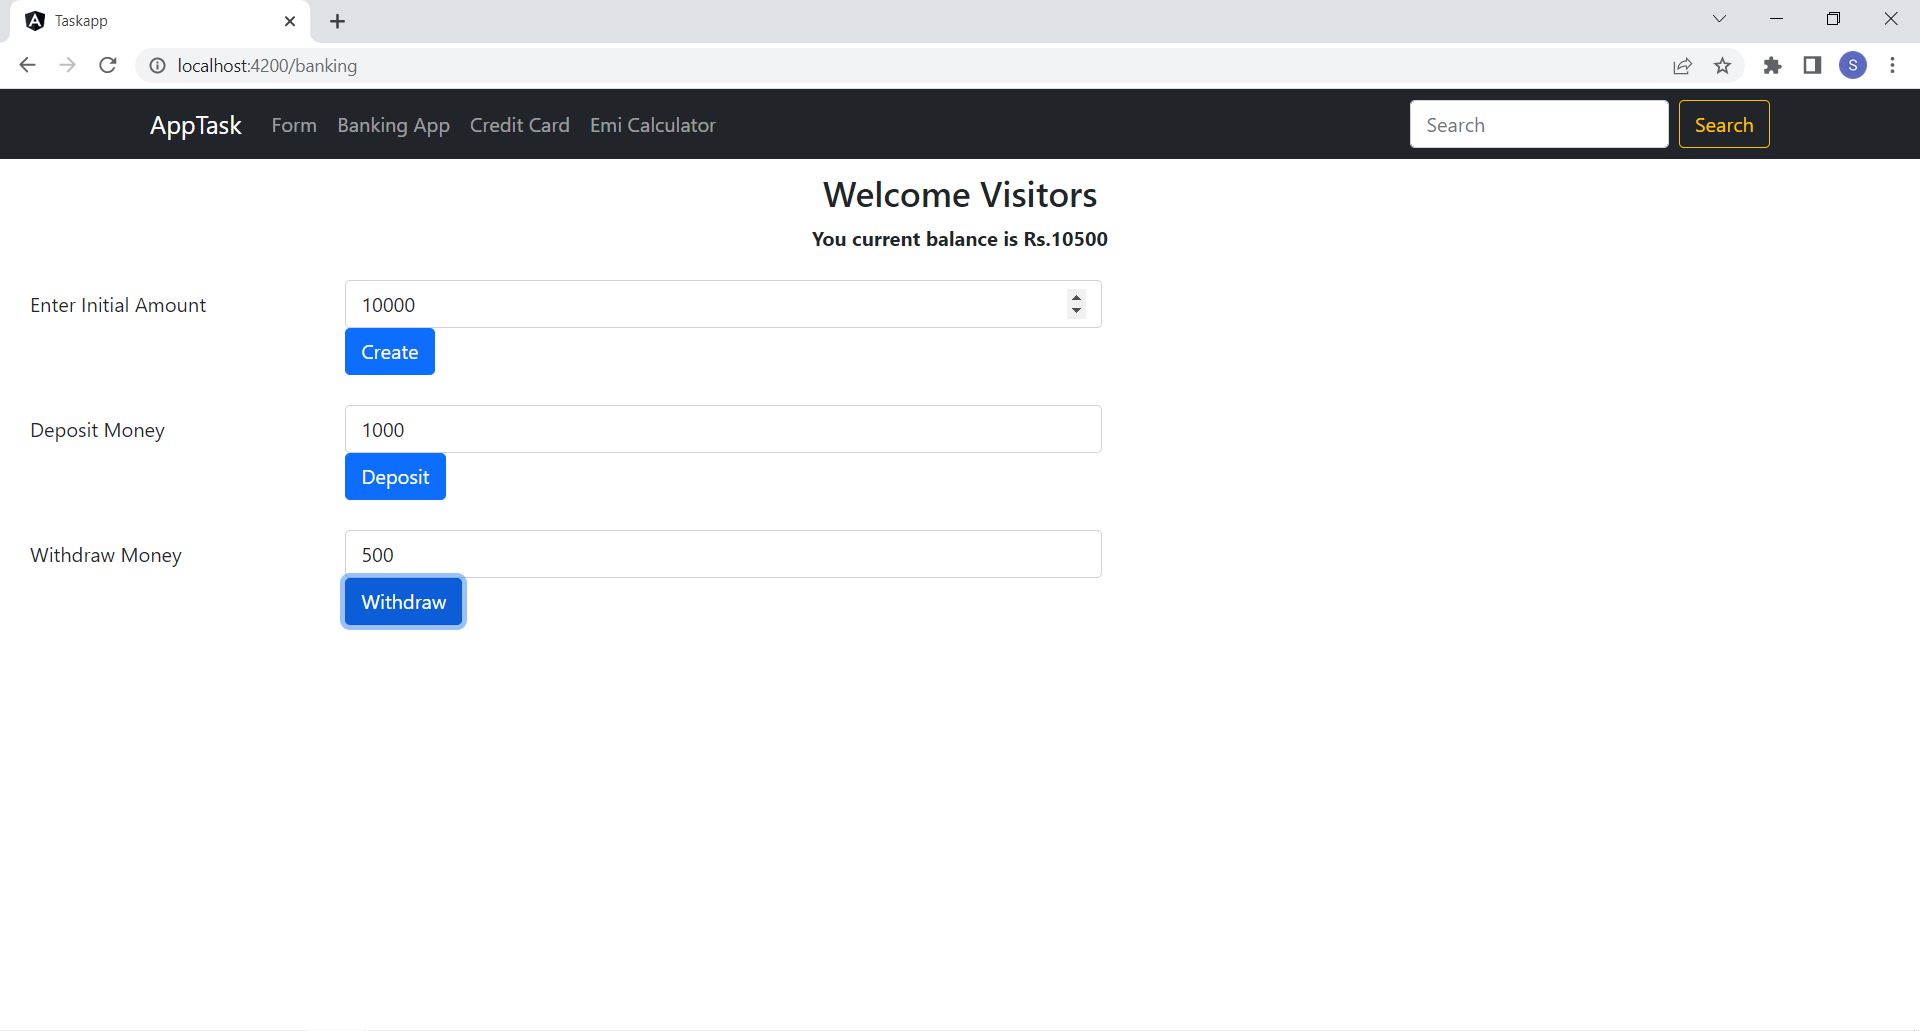 Taskapp
localhost:4200/banking
S
AppTask Form Banking App Credit Card Emi Calculator Search Search
Welcome Visitors
You current balance is Rs.10500
Enter Initial Amount 10000
Create
Deposit Money 1000
Deposit
Withdraw Money 500
Withdraw